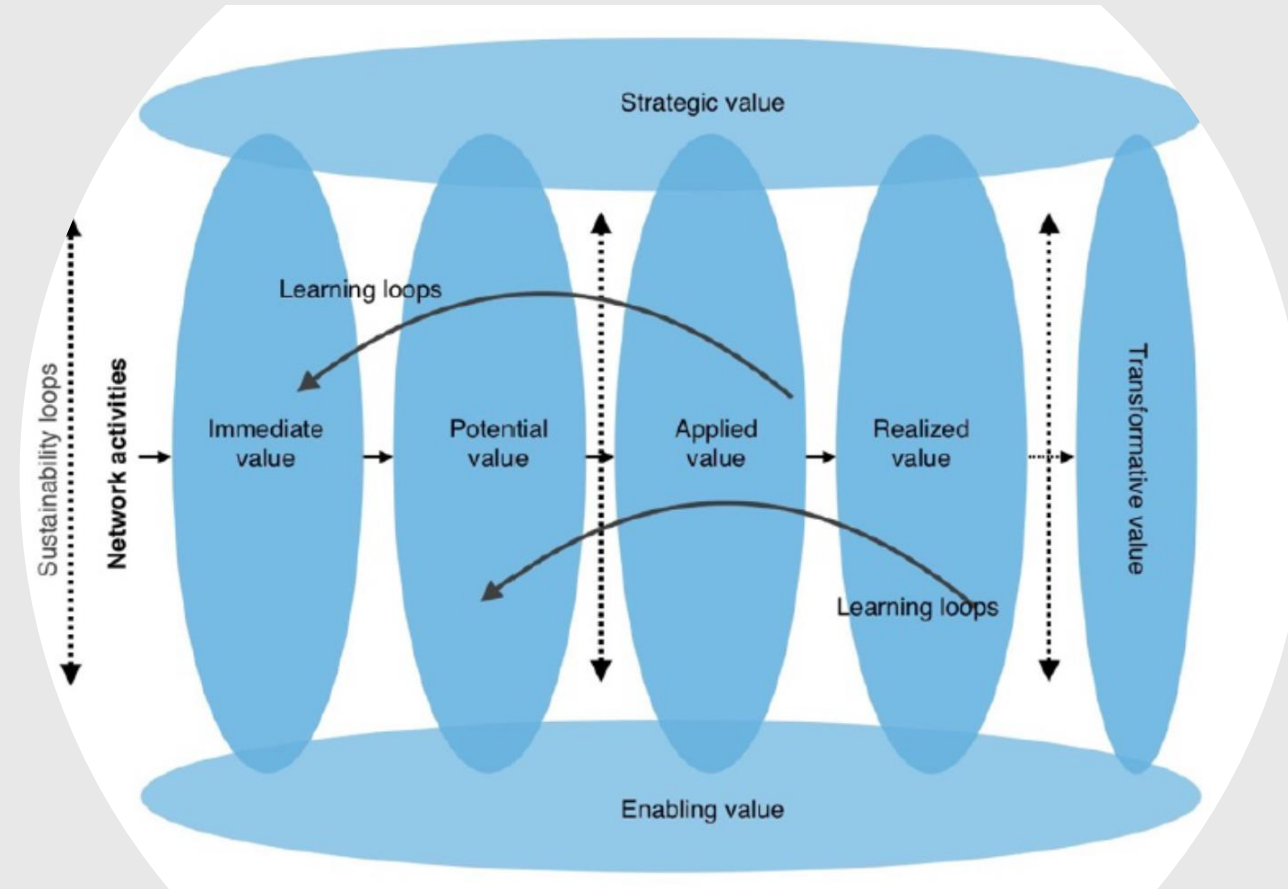 Strategic value
Learning loops
Sustainability loops
Network activities
Immediate
value
Potential
value
Applied
value
Realized
value
Transformative value
Learning loops
Enabling value